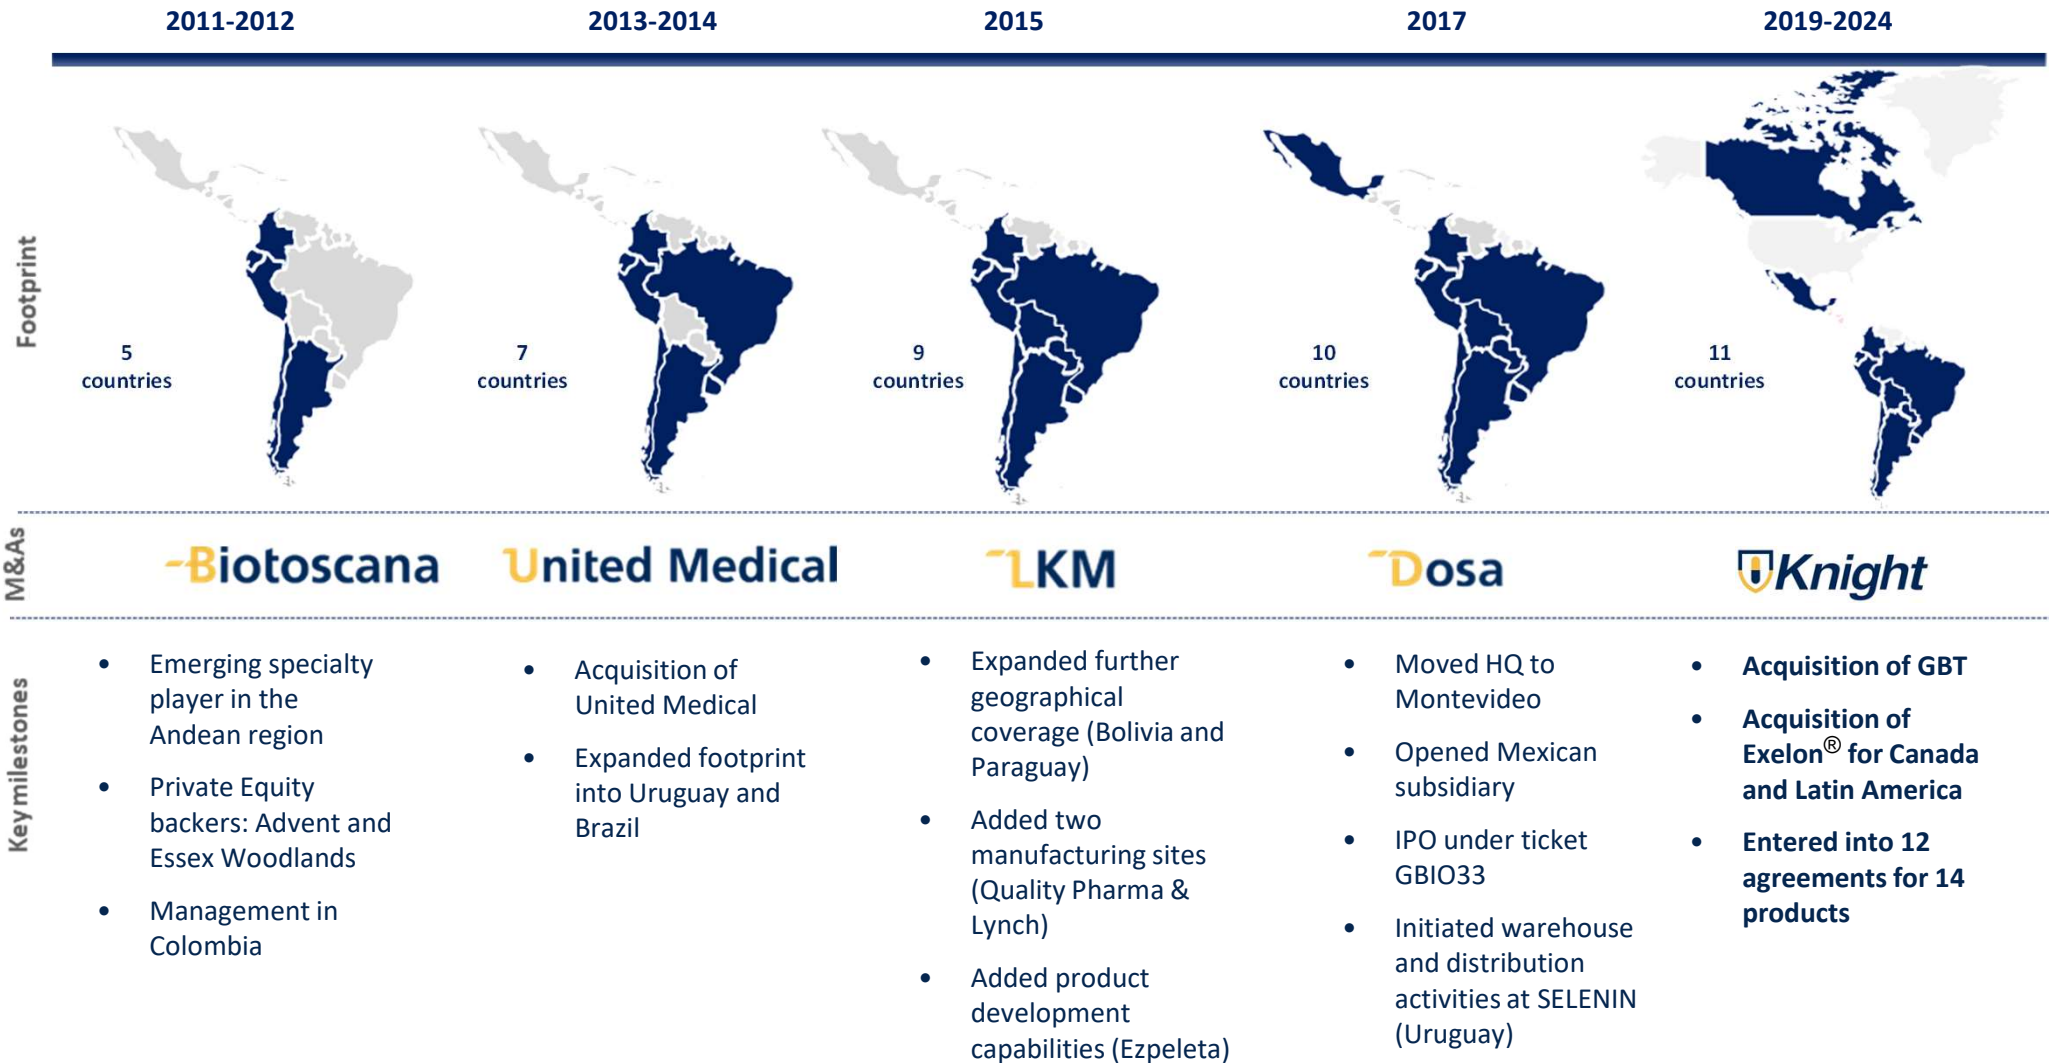 2011-2012
2013-2014
2015
2017
2019-2024
Footprint
5
countries
7
countries
9
countries
10
countries
11
countries
M&As
Biotoscana
United Medical
LKM
Dosa
Knight
Key milestones
• Emerging specialty
player in the
Andean region
• Private Equity
backers: Advent and
Essex Woodlands
• Management in
Colombia
• Acquisition of
United Medical
• Expanded footprint
into Uruguay and
Brazil
• Expanded further
geographical
coverage (Bolivia and
Paraguay)
• Added two
manufacturing sites
(Quality Pharma &
Lynch)
• Added product
development
capabilities (Ezpeleta)
• Moved HQ to
Montevideo
• Opened Mexican
subsidiary
• IPO under ticket
GBIO33
• Initiated warehouse
and distribution
activities at SELENIN
(Uruguay)
• Acquisition of GBT
• Acquisition of
Exelon® for Canada
and Latin America
• Entered into 12
agreements for 14
products